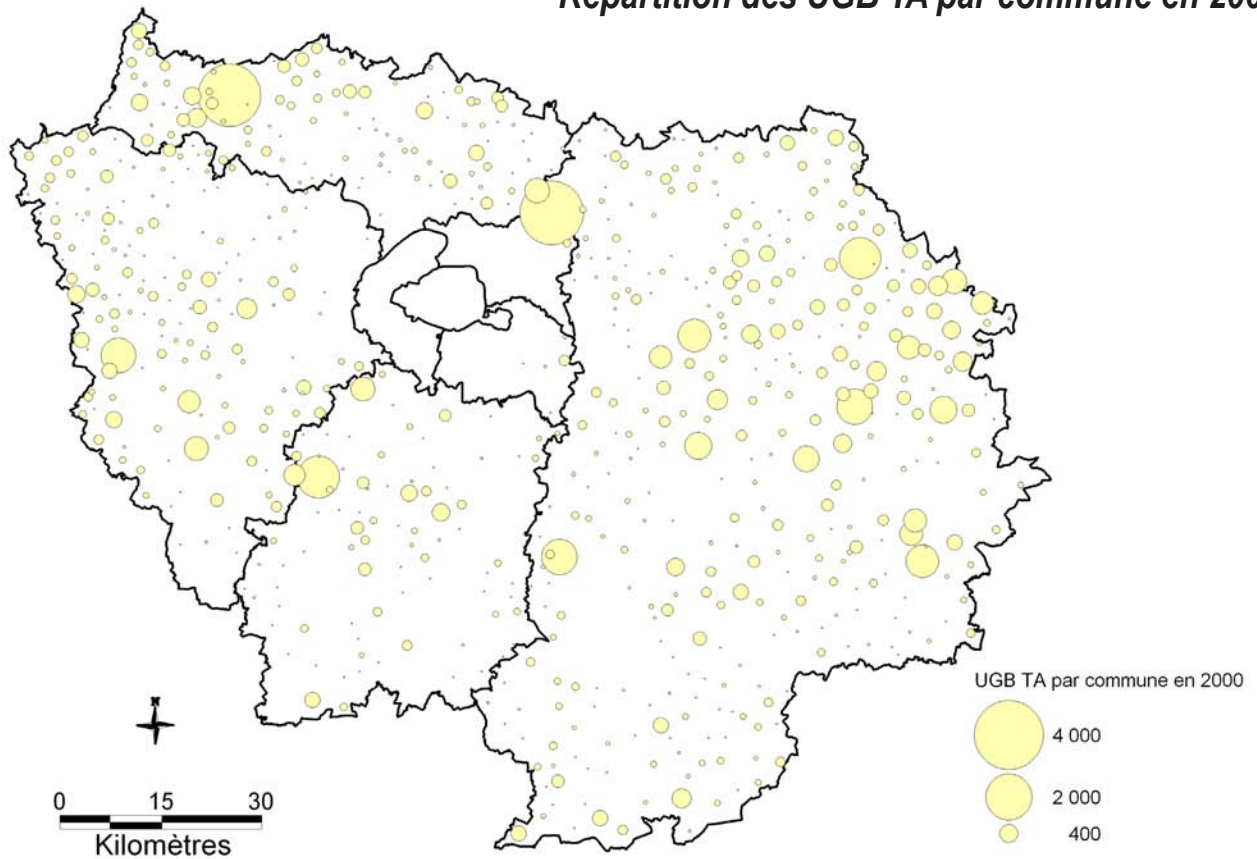 Répartition des UGB TA par commune en 200
N
UGB TA par commune en 2000
4 000
2 000
400
0 15 30
Kilomètres